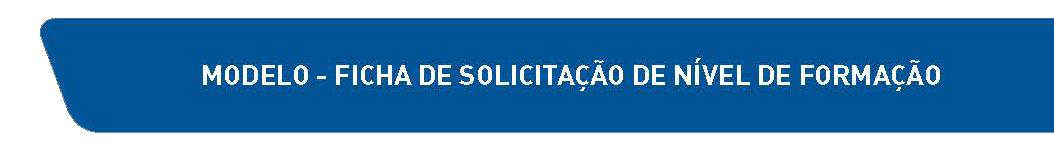 MODELO - FICHA DE SOLICITAÇÃO DE NÍVEL DE FORMAÇÃO